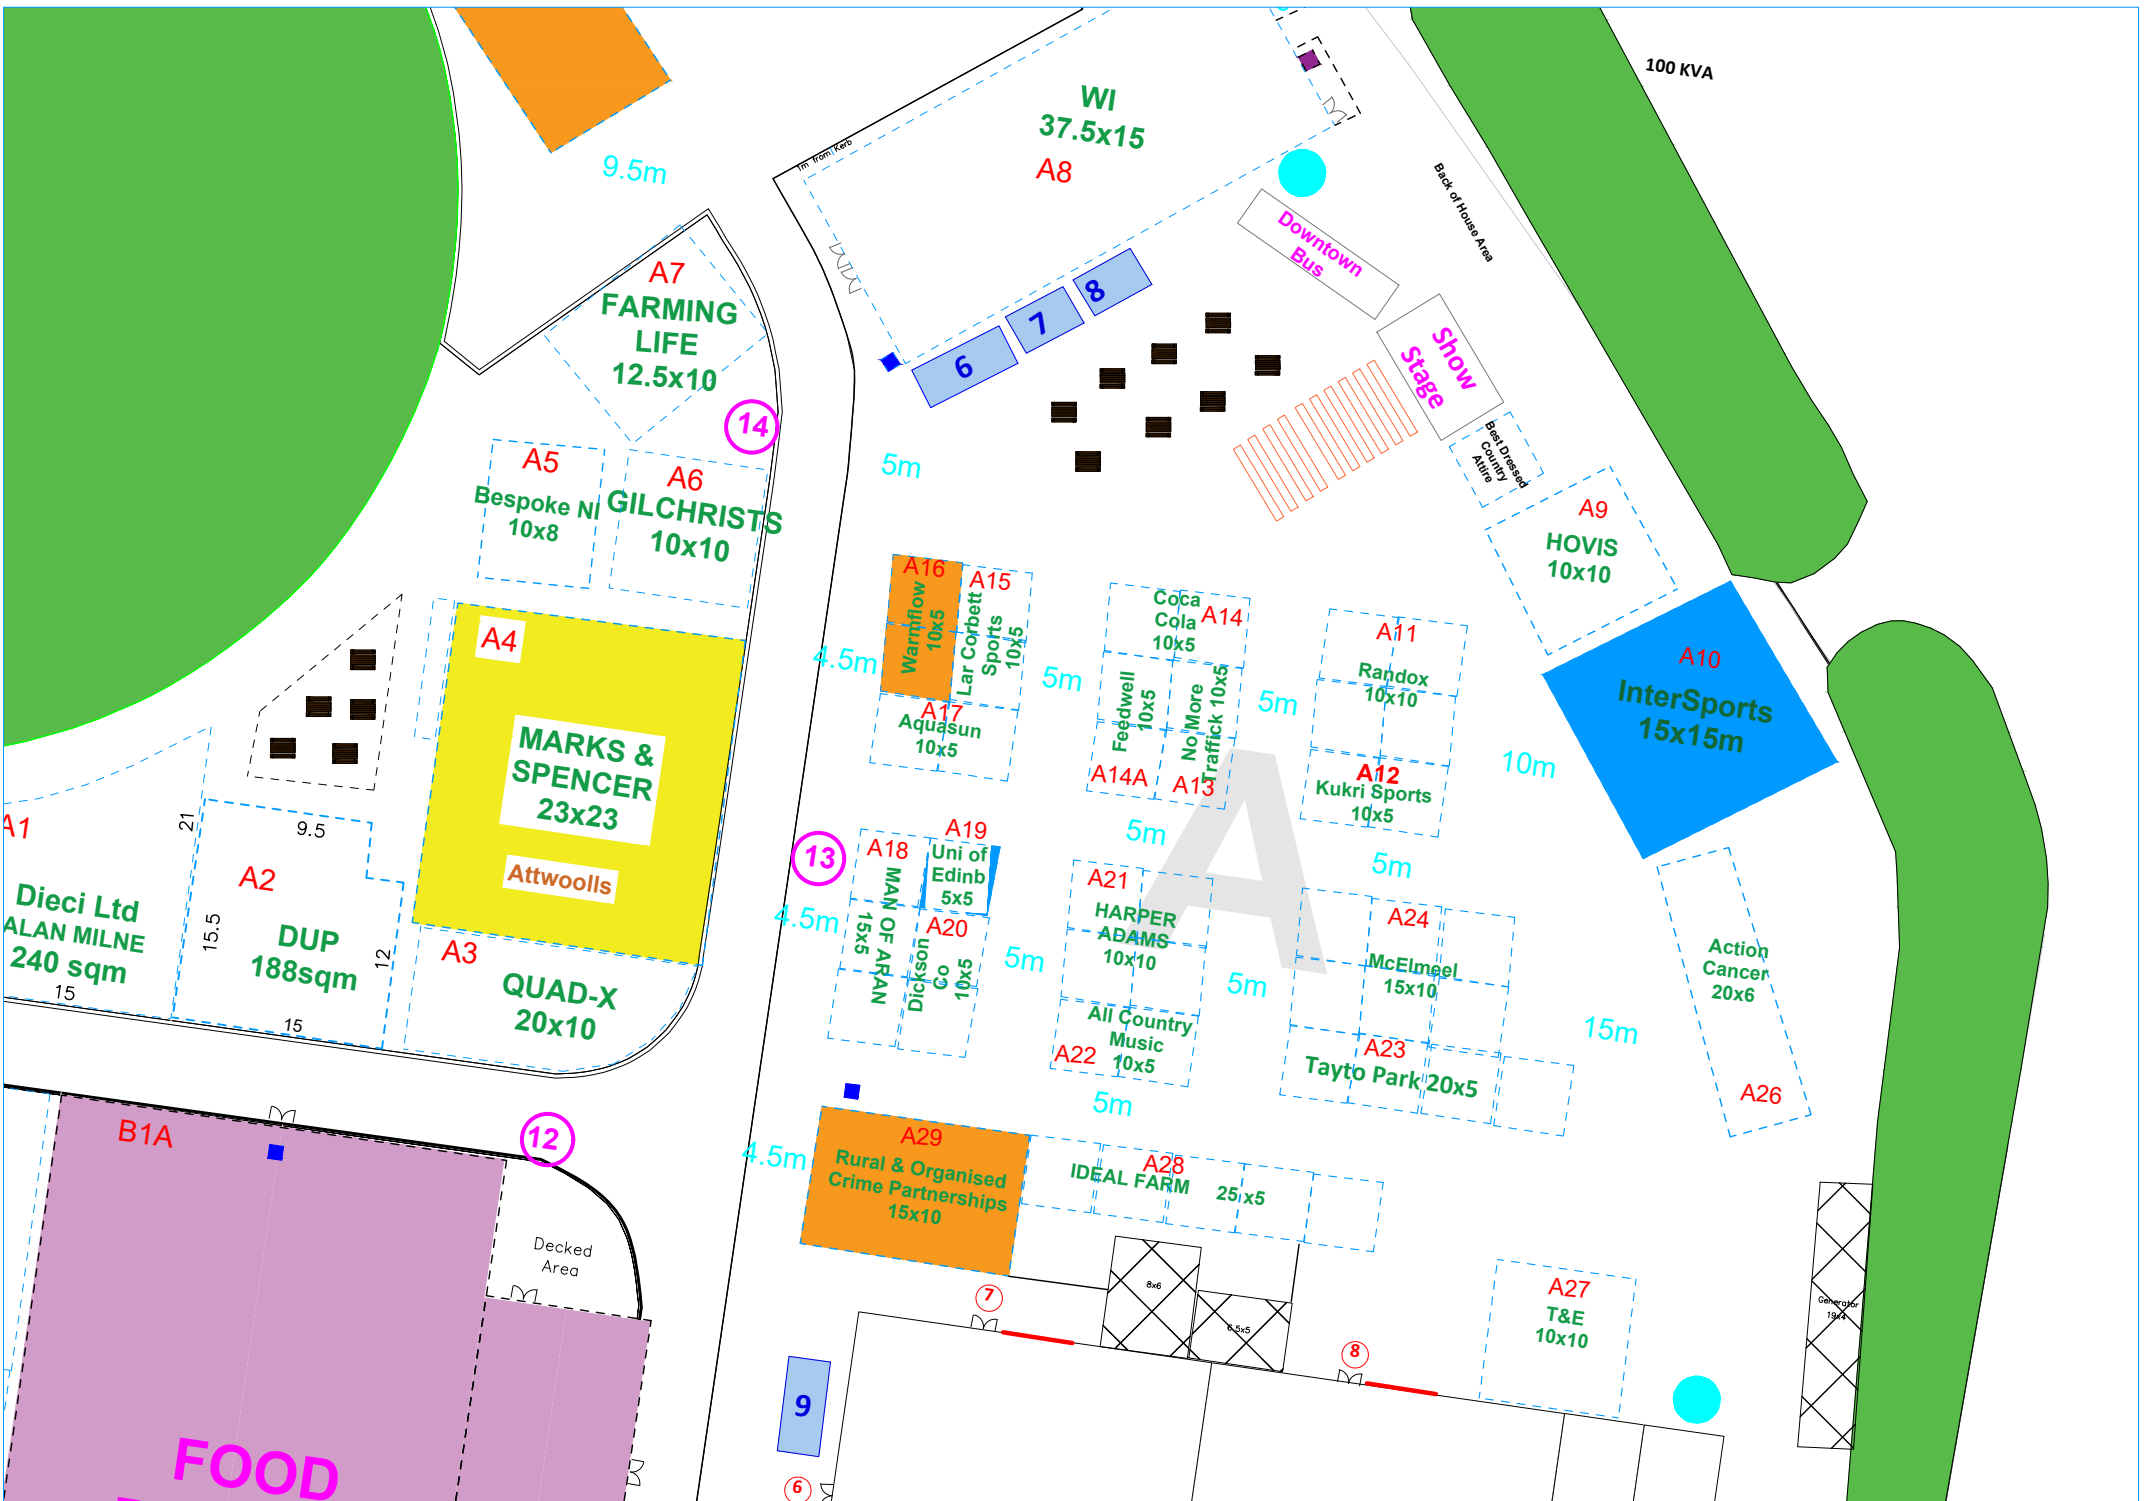 100 KVA
WI
37.5x15
A8
1m from Kerb
9.5m
Back of House Area
Downtown
Bus
A7
FARMING
LIFE
12.5x10
8
7
6
Show
Stage
14
5m
Best Dressed
Country
Attire
A5
Bespoke NI
10x8
A6
GILCHRISTS
10x10
A9
HOVIS
10x10
A16
Warmflow
10x5
A15
Lar Corbett
Sports
10x5
Coca
Cola
10x5
A14
A11
Randox
10x10
A10
InterSports
15x15m
A4
MARKS &
SPENCER
23x23
Attwoolls
4.5m
5m
5m
A17
Aquasun
10x5
Feedwell
10x5
A14A
No More
Traffick 10x5
A13
A12
Kukri Sports
10x5
10m
A
A1
Dieci Ltd
ALAN MILNE
240 sqm
15
21
9.5
A2
DUP
188sqm
15.5
12
15
A3
QUAD-X
20x10
13
4.5m
5m
5m
A18
MAN OF ARAN
15x5
A19
Uni of
Edinb
5x5
A20
Dickson
Co
10x5
5m
A21
HARPER
ADAMS
10x10
5m
A24
McElmeel
15x10
Action
Cancer
20x6
A26
15m
All Country
Music
10x5
A22
A23
Tayto Park 20x5
5m
12
B1A
4.5m
A29
Rural & Organised
Crime Partnerships
15x10
A28
IDEAL FARM 25 x5
Decked
Area
8x6
6.5x5
A27
T&E
10x10
Generator
19x4
7
8
9
6
FOOD